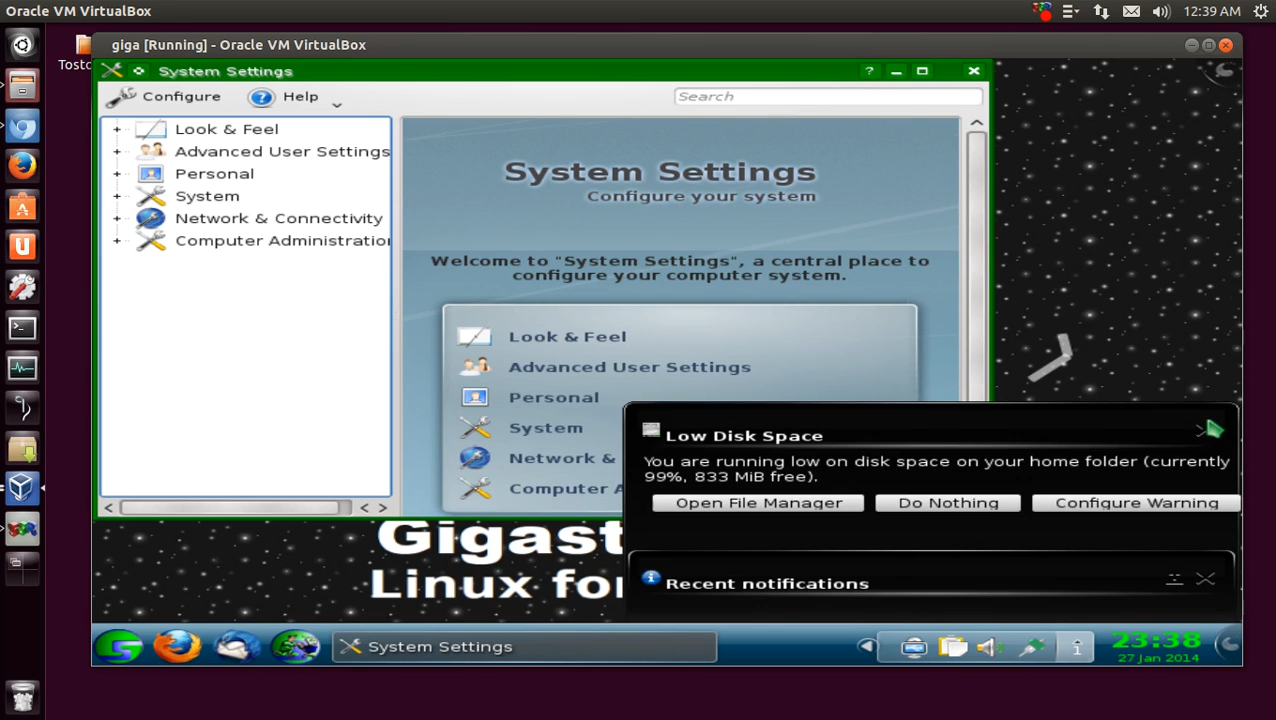 Oracle VM VirtualBox
12:39 AM
Tosto
giga [Running] - Oracle VM VirtualBox
System Settings
Configure
Help
Search
Look & Feel
Advanced User Settings
Personal
System
Network & Connectivity
Computer Administration
System Settings
Configure your system
Welcome to "System Settings", a central place to
configure your computer system.
Look & Feel
Advanced User Settings
Personal
System
Network &
Computer A
Low Disk Space
You are running low on disk space on your home folder (currently
99%, 833 MiB free).
Open File Manager
Do Nothing
Configure Warning
Recent notifications
Gigast
Linux for
System Settings
23:38
27 Jan 2014